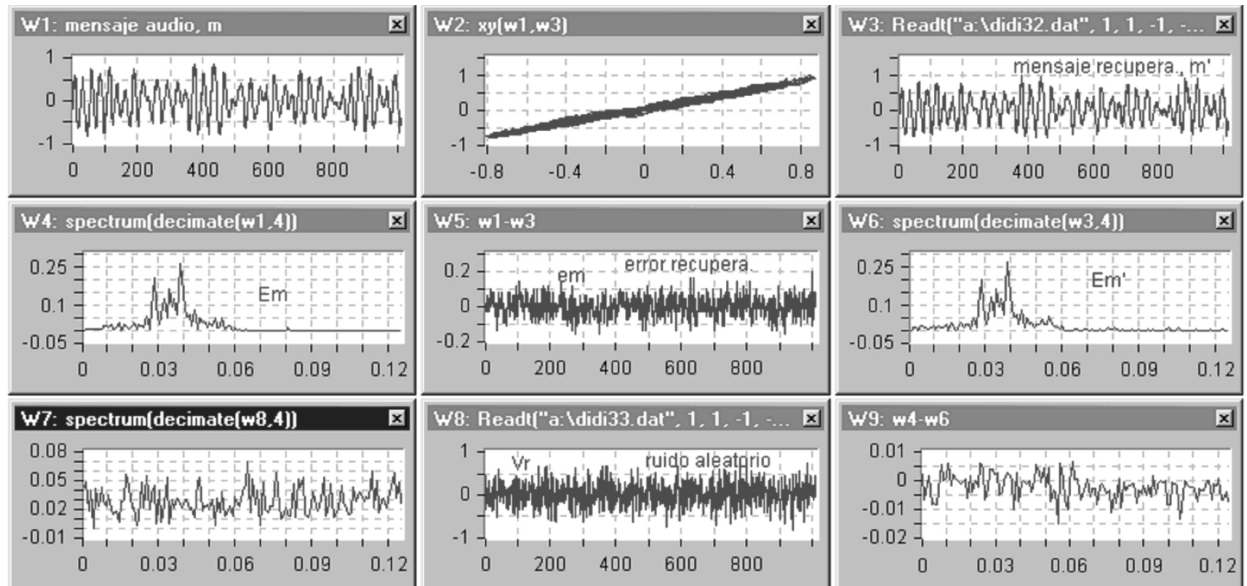 W1: mensaje audio, m
1
0
-1
0 200 400 600 800
W2: xy(w1,w3)
1
0
-1
-0.8 -0.4 0 0.4 0.8
W3: Readt("a:\didi32.dat", 1, 1, -1, -...
mensaje recupera., m'
1
0
-1
0 200 400 600 800
W4: spectrum(decimate(w1,4))
Em
0.25
0.1
-0.05
0 0.03 0.06 0.09 0.12
W5: w1-w3
em error recupera.
0.2
0
-0.2
0 200 400 600 800
W6: spectrum(decimate(w3,4))
Em'
0.25
0.1
-0.05
0 0.03 0.06 0.09 0.12
W7: spectrum(decimate(w8,4))
0.08
0.05
0.02
-0.01
0 0.03 0.06 0.09 0.12
W8: Readt("a:\didi33.dat", 1, 1, -1, -...
Vr ruido aleatorio
1
0
-1
0 200 400 600 800
W9: w4-w6
0.01
0
-0.01
-0.02
0 0.03 0.06 0.09 0.12